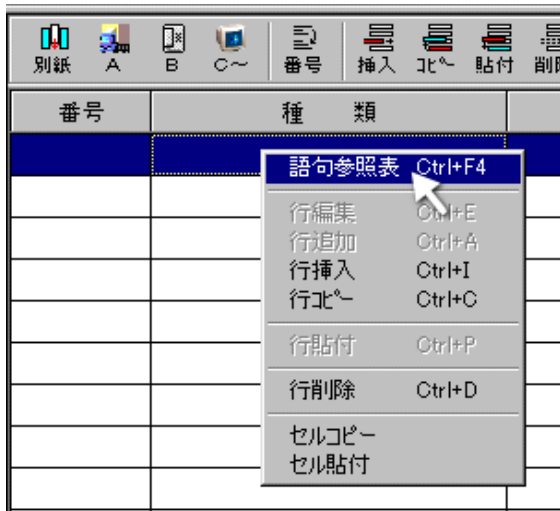 別紙 A B C～ 番号 挿入 ｺﾋﾟｰ 貼付
番号 種 類
語句参照表 Ctrl+F4
行編集 Ctrl+E
行追加 Ctrl+A
行挿入 Ctrl+I
行ｺﾋﾟｰ Ctrl+C
行貼付 Ctrl+P
行削除 Ctrl+D
セルコピー
セル貼付